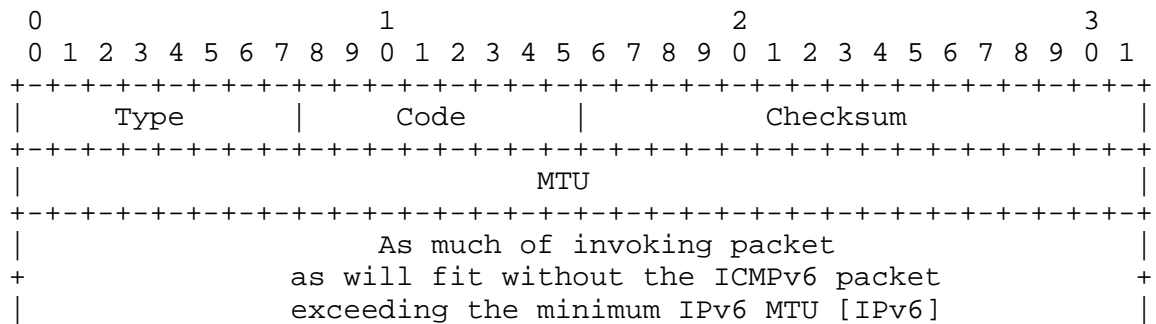 0                   1                   2                   3
 0 1 2 3 4 5 6 7 8 9 0 1 2 3 4 5 6 7 8 9 0 1 2 3 4 5 6 7 8 9 0 1
+-+-+-+-+-+-+-+-+-+-+-+-+-+-+-+-+-+-+-+-+-+-+-+-+-+-+-+-+-+-+-+-+
|     Type      |     Code      |          Checksum             |
+-+-+-+-+-+-+-+-+-+-+-+-+-+-+-+-+-+-+-+-+-+-+-+-+-+-+-+-+-+-+-+-+
|                             MTU                               |
+-+-+-+-+-+-+-+-+-+-+-+-+-+-+-+-+-+-+-+-+-+-+-+-+-+-+-+-+-+-+-+-+
|                    As much of invoking packet                 |
+               as will fit without the ICMPv6 packet           +
|               exceeding the minimum IPv6 MTU [IPv6]           |